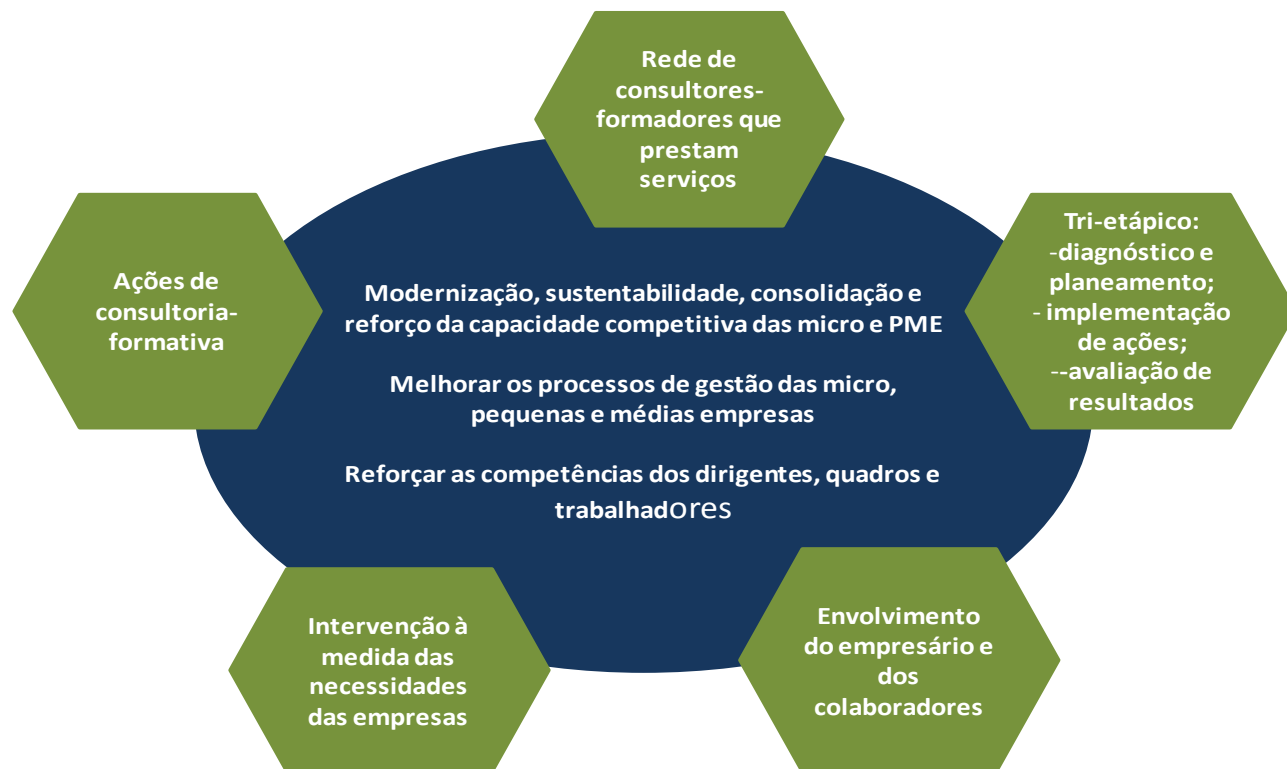 Rede de
consultores-
formadores que
prestam
serviços
Ações de
consultoria-
formativa
Tri-etápico:
-diagnóstico e
planeamento;
- implementação
de ações;
--avaliação de
resultados
Modernização, sustentabilidade, consolidação e
reforço da capacidade competitiva das micro e PME
Melhorar os processos de gestão das micro,
pequenas e médias empresas
Reforçar as competências dos dirigentes, quadros e
trabalhadores
Intervenção à
medida das
necessidades
das empresas
Envolvimento
do empresário e
dos
colaboradores